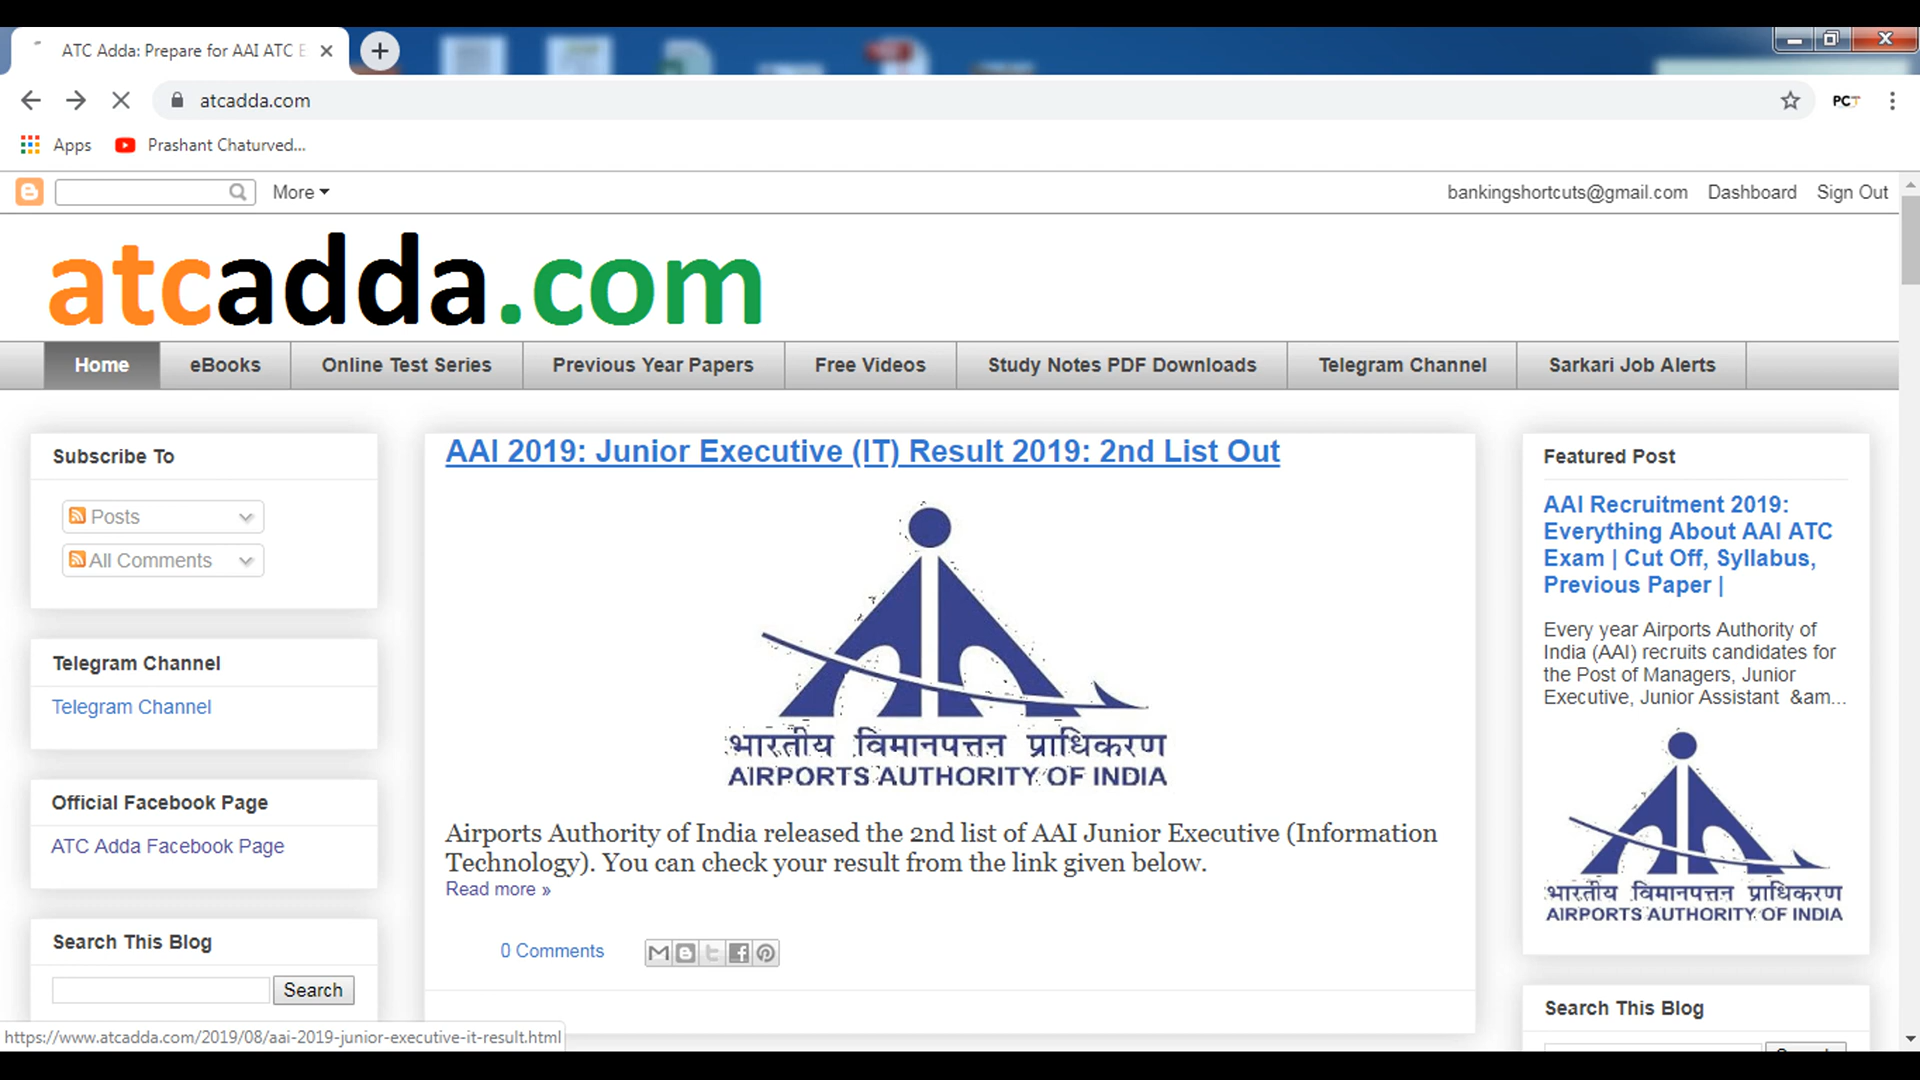 ATC Adda: Prepare for AAI ATC E
atcadda.com
PCT
Apps
Prashant Chaturved...
More
bankingshortcuts@gmail.com Dashboard Sign Out
atcadda.com
Home eBooks Online Test Series Previous Year Papers Free Videos Study Notes PDF Downloads Telegram Channel Sarkari Job Alerts
Subscribe To
Posts
All Comments
Telegram Channel
Telegram Channel
Official Facebook Page
ATC Adda Facebook Page
Search This Blog
Search
AAI 2019: Junior Executive (IT) Result 2019: 2nd List Out
भारतीय विमानपत्तन प्राधिकरण
AIRPORTS AUTHORITY OF INDIA
Airports Authority of India released the 2nd list of AAI Junior Executive (Information
Technology). You can check your result from the link given below.
Read more »
0 Comments
Featured Post
AAI Recruitment 2019:
Everything About AAI ATC
Exam | Cut Off, Syllabus,
Previous Paper |
Every year Airports Authority of
India (AAI) recruits candidates for
the Post of Managers, Junior
Executive, Junior Assistant &am...
भारतीय विमानपत्तन प्राधिकरण
AIRPORTS AUTHORITY OF INDIA
Search This Blog
https://www.atcadda.com/2019/08/aai-2019-junior-executive-it-result.html